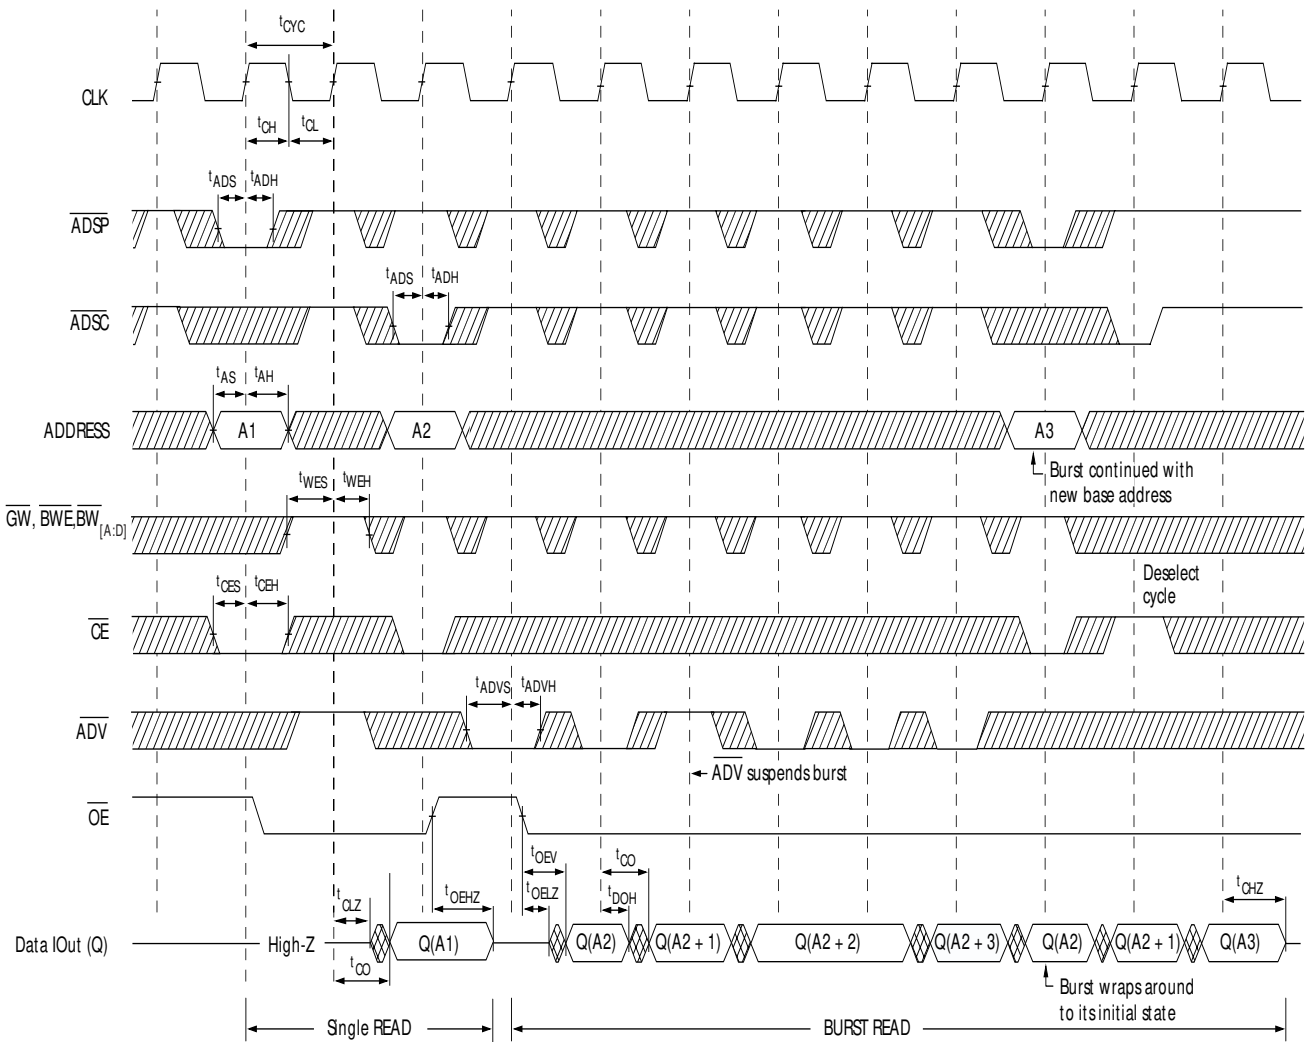 tCYC
CLK
tCH
tCL
tADS
tADH
ADSP
tADS
tADH
ADSC
tAS
tAH
ADDRESS
A1
A2
A3
Burst continued with
new base address
tWES
tWEH
GW, BWE,BW[A:D]
Deselect
cycle
tCES
tCEH
CE
tADVS
tADVH
ADV
ADV suspends burst
OE
tOEV
tCO
tCLZ
tOEHZ
tOELZ
tDOH
tCHZ
Data IOut (Q)
High-Z
Q(A1)
Q(A2)
Q(A2 + 1)
Q(A2 + 2)
Q(A2 + 3)
Q(A2)
Q(A2 + 1)
Q(A3)
tCO
Burst wraps around
to its initial state
Single READ
BURST READ